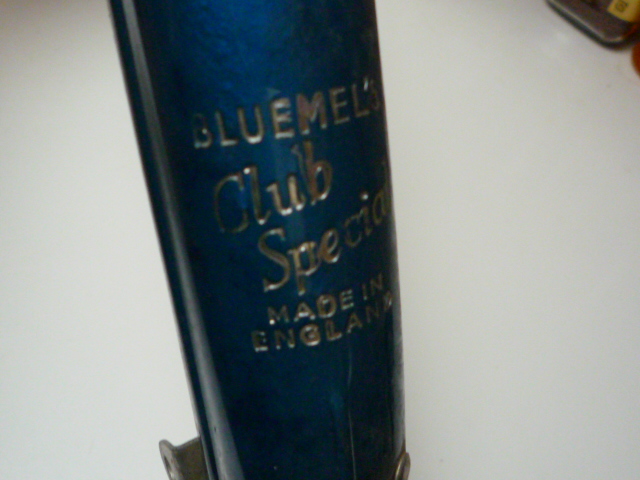 BLUEMEL'S
Club
Special
MADE IN
ENGLAND